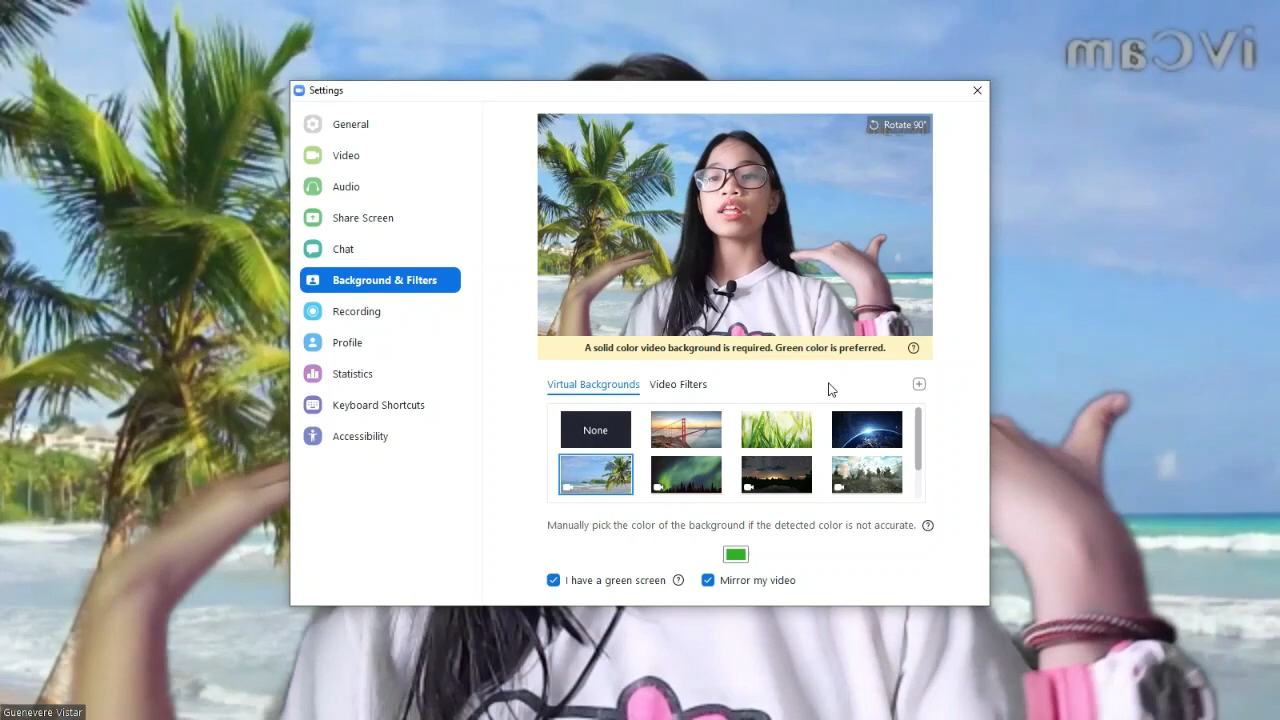 iVCam
Settings
General
Video
Audio
Share Screen
Chat
Background & Filters
Recording
Profile
Statistics
Keyboard Shortcuts
Accessibility
Rotate 90°
A solid color video background is required. Green color is preferred.
Virtual Backgrounds
Video Filters
None
Manually pick the color of the background if the detected color is not accurate.
I have a green screen
Mirror my video
Guenevere Vistar